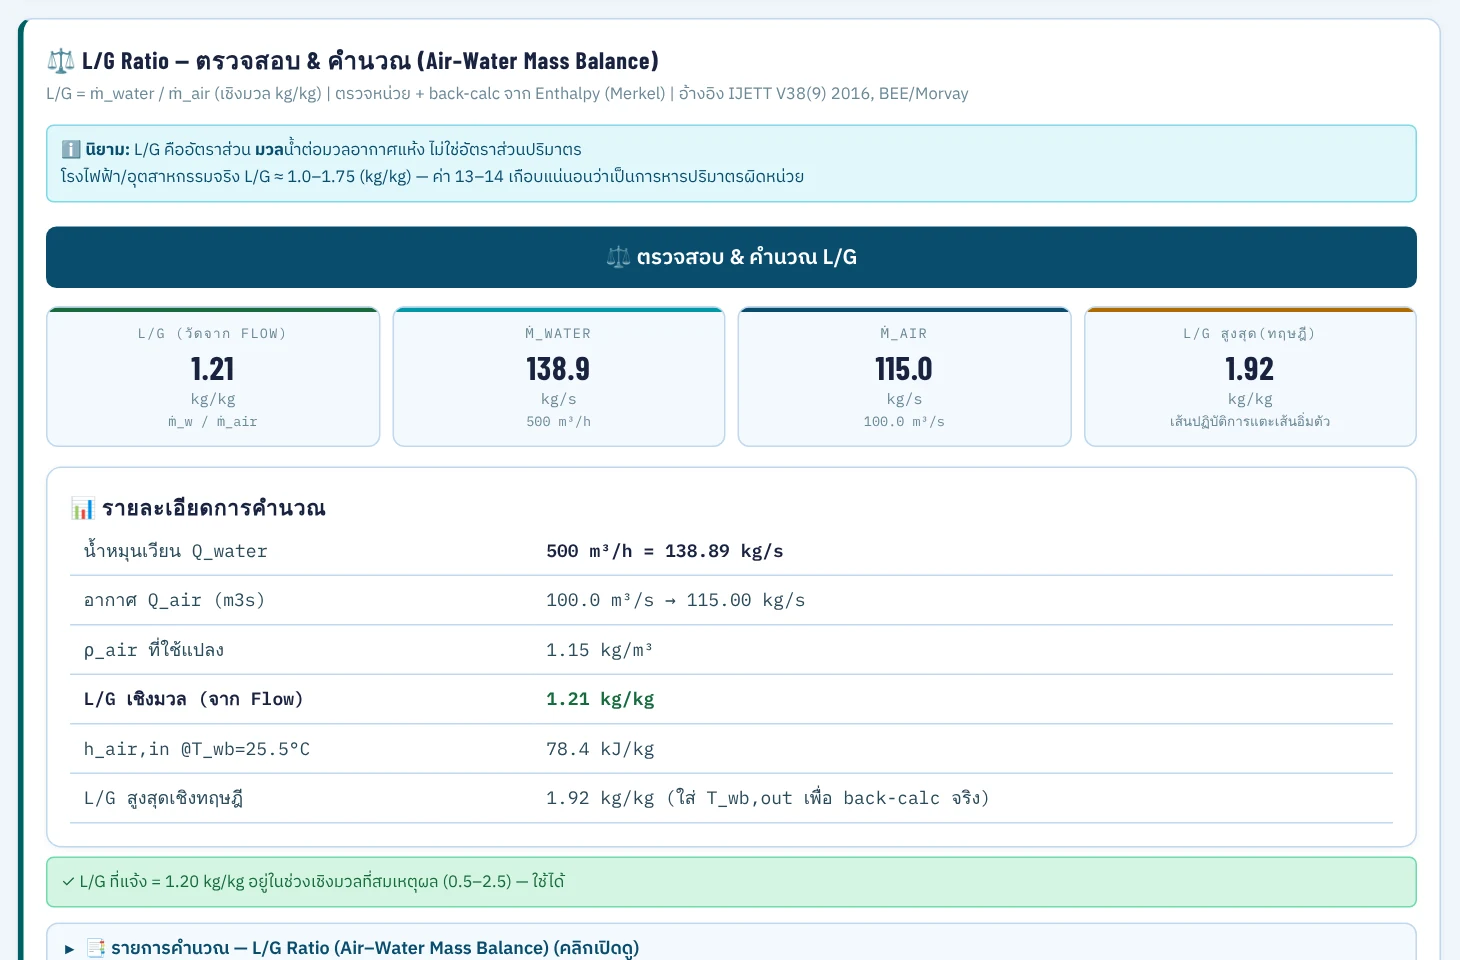 ⚖️ L/G Ratio — ตรวจสอบ & คำนวณ (Air–Water Mass Balance)
L/G = ṁ_water / ṁ_air (เชิงมวล kg/kg) | ตรวจหน่วย + back-calc จาก Enthalpy (Merkel) | อ้างอิง IJETT V38(9) 2016, BEE/Morvay
ℹ️ นิยาม: L/G คืออัตราส่วน มวลน้ำต่อมวลอากาศแห้ง ไม่ใช่อัตราส่วนปริมาตร
โรงไฟฟ้า/อุตสาหกรรมจริง L/G ≈ 1.0–1.75 (kg/kg) — ค่า 13–14 เกือบแน่นอนว่าเป็นการหารปริมาตรผิดหน่วย
⚖️ ตรวจสอบ & คำนวณ L/G
L/G (วัดจาก FLOW)
1.21
kg/kg
ṁ_w / ṁ_air
Ṁ_WATER
138.9
kg/s
500 m³/h
Ṁ_AIR
115.0
kg/s
100.0 m³/s
L/G สูงสุด(ทฤษฎี)
1.92
kg/kg
เส้นปฏิบัติการแตะเส้นอิ่มตัว
📊 รายละเอียดการคำนวณ
น้ำหมุนเวียน Q_water 500 m³/h = 138.89 kg/s
อากาศ Q_air (m3s) 100.0 m³/s → 115.00 kg/s
ρ_air ที่ใช้แปลง 1.15 kg/m³
L/G เชิงมวล (จาก Flow) 1.21 kg/kg
h_air,in @T_wb=25.5°C 78.4 kJ/kg
L/G สูงสุดเชิงทฤษฎี 1.92 kg/kg (ใส่ T_wb,out เพื่อ back-calc จริง)
✓ L/G ที่แจ้ง = 1.20 kg/kg อยู่ในช่วงเชิงมวลที่สมเหตุผล (0.5–2.5) — ใช้ได้
► 📑 รายการคำนวณ — L/G Ratio (Air–Water Mass Balance) (คลิกเปิดดู)